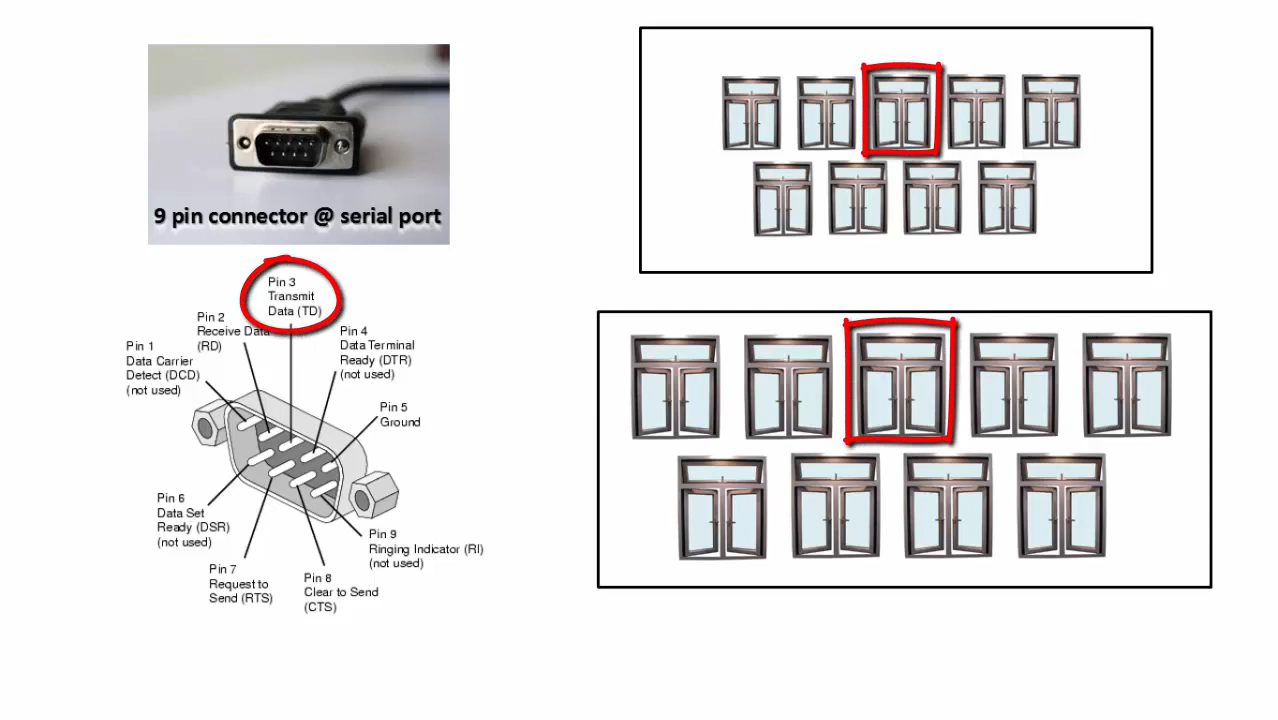 9 pin connector @ serial port
Pin 3
Transmit
Data (TD)
Pin 2
Receive Data
(RD)
Pin 4
Data Terminal
Ready (DTR)
(not used)
Pin 1
Data Carrier
Detect (DCD)
(not used)
Pin 5
Ground
Pin 6
Data Set
Ready (DSR)
(not used)
Pin 9
Ringing Indicator (RI)
(not used)
Pin 7
Request to
Send (RTS)
Pin 8
Clear to Send
(CTS)